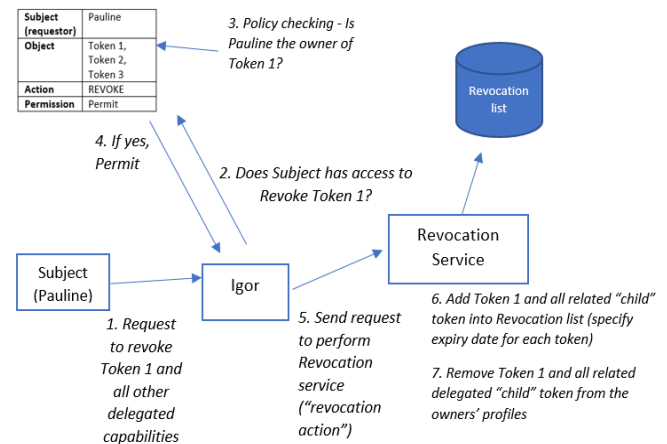 Subject Pauline
(requestor)
Object Token 1,
Token 2,
Token 3
Action REVOKE
Permission Permit
3. Policy checking - Is
Pauline the owner of
Token 1?
Revocation
list
4. If yes,
Permit
2. Does Subject has access to
Revoke Token 1?
Revocation
Service
Subject
(Pauline)
Igor
1. Request
to revoke
Token 1 and
all other
delegated
capabilities
5. Send request
to perform
Revocation
service
(“revocation
action”)
6. Add Token 1 and all related “child”
token into Revocation list (specify
expiry date for each token)
7. Remove Token 1 and all related
delegated “child” token from the
owners’ profiles